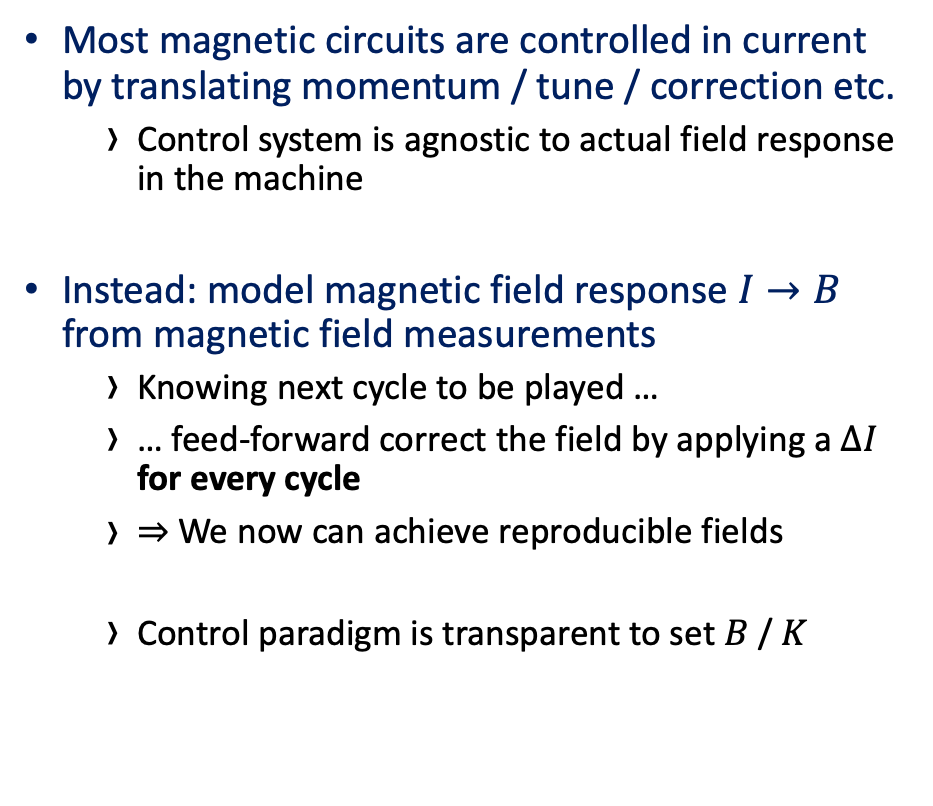 • Most magnetic circuits are controlled in current
by translating momentum / tune / correction etc.
❭ Control system is agnostic to actual field response
in the machine
• Instead: model magnetic field response I → B
from magnetic field measurements
❭ Knowing next cycle to be played ...
❭ ... feed-forward correct the field by applying a ΔI
for every cycle
❭ ⇒ We now can achieve reproducible fields
❭ Control paradigm is transparent to set B / K